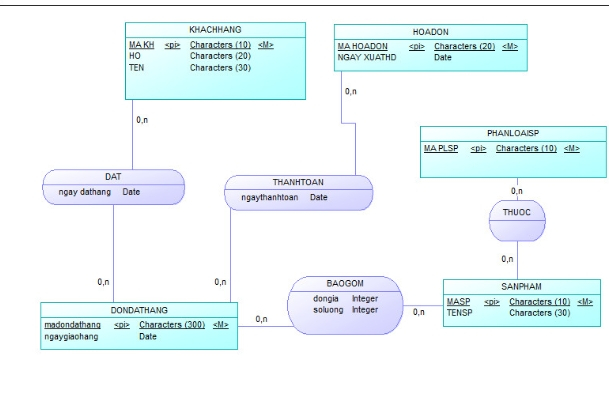 KHACHHANG
MA KH <pi> Characters (10) <M>
HO Characters (20)
TEN Characters (30)
HOADON
MA HOADON <pi> Characters (20) <M>
NGAY XUATHD Date
0,n
0,n
PHANLOAISP
MA PLSP <pi> Characters (10) <M>
DAT
ngay dathang Date
THANHTOAN
ngaythanhtoan Date
0,n
THUOC
0,n
0,n
0,n
BAOGOM
dongia Integer
soluong Integer
SANPHAM
MASP <pi> Characters (10) <M>
TENSP Characters (30)
DONDATHANG
madondathang <pi> Characters (300) <M>
ngaygiaohang Date
0,n
0,n